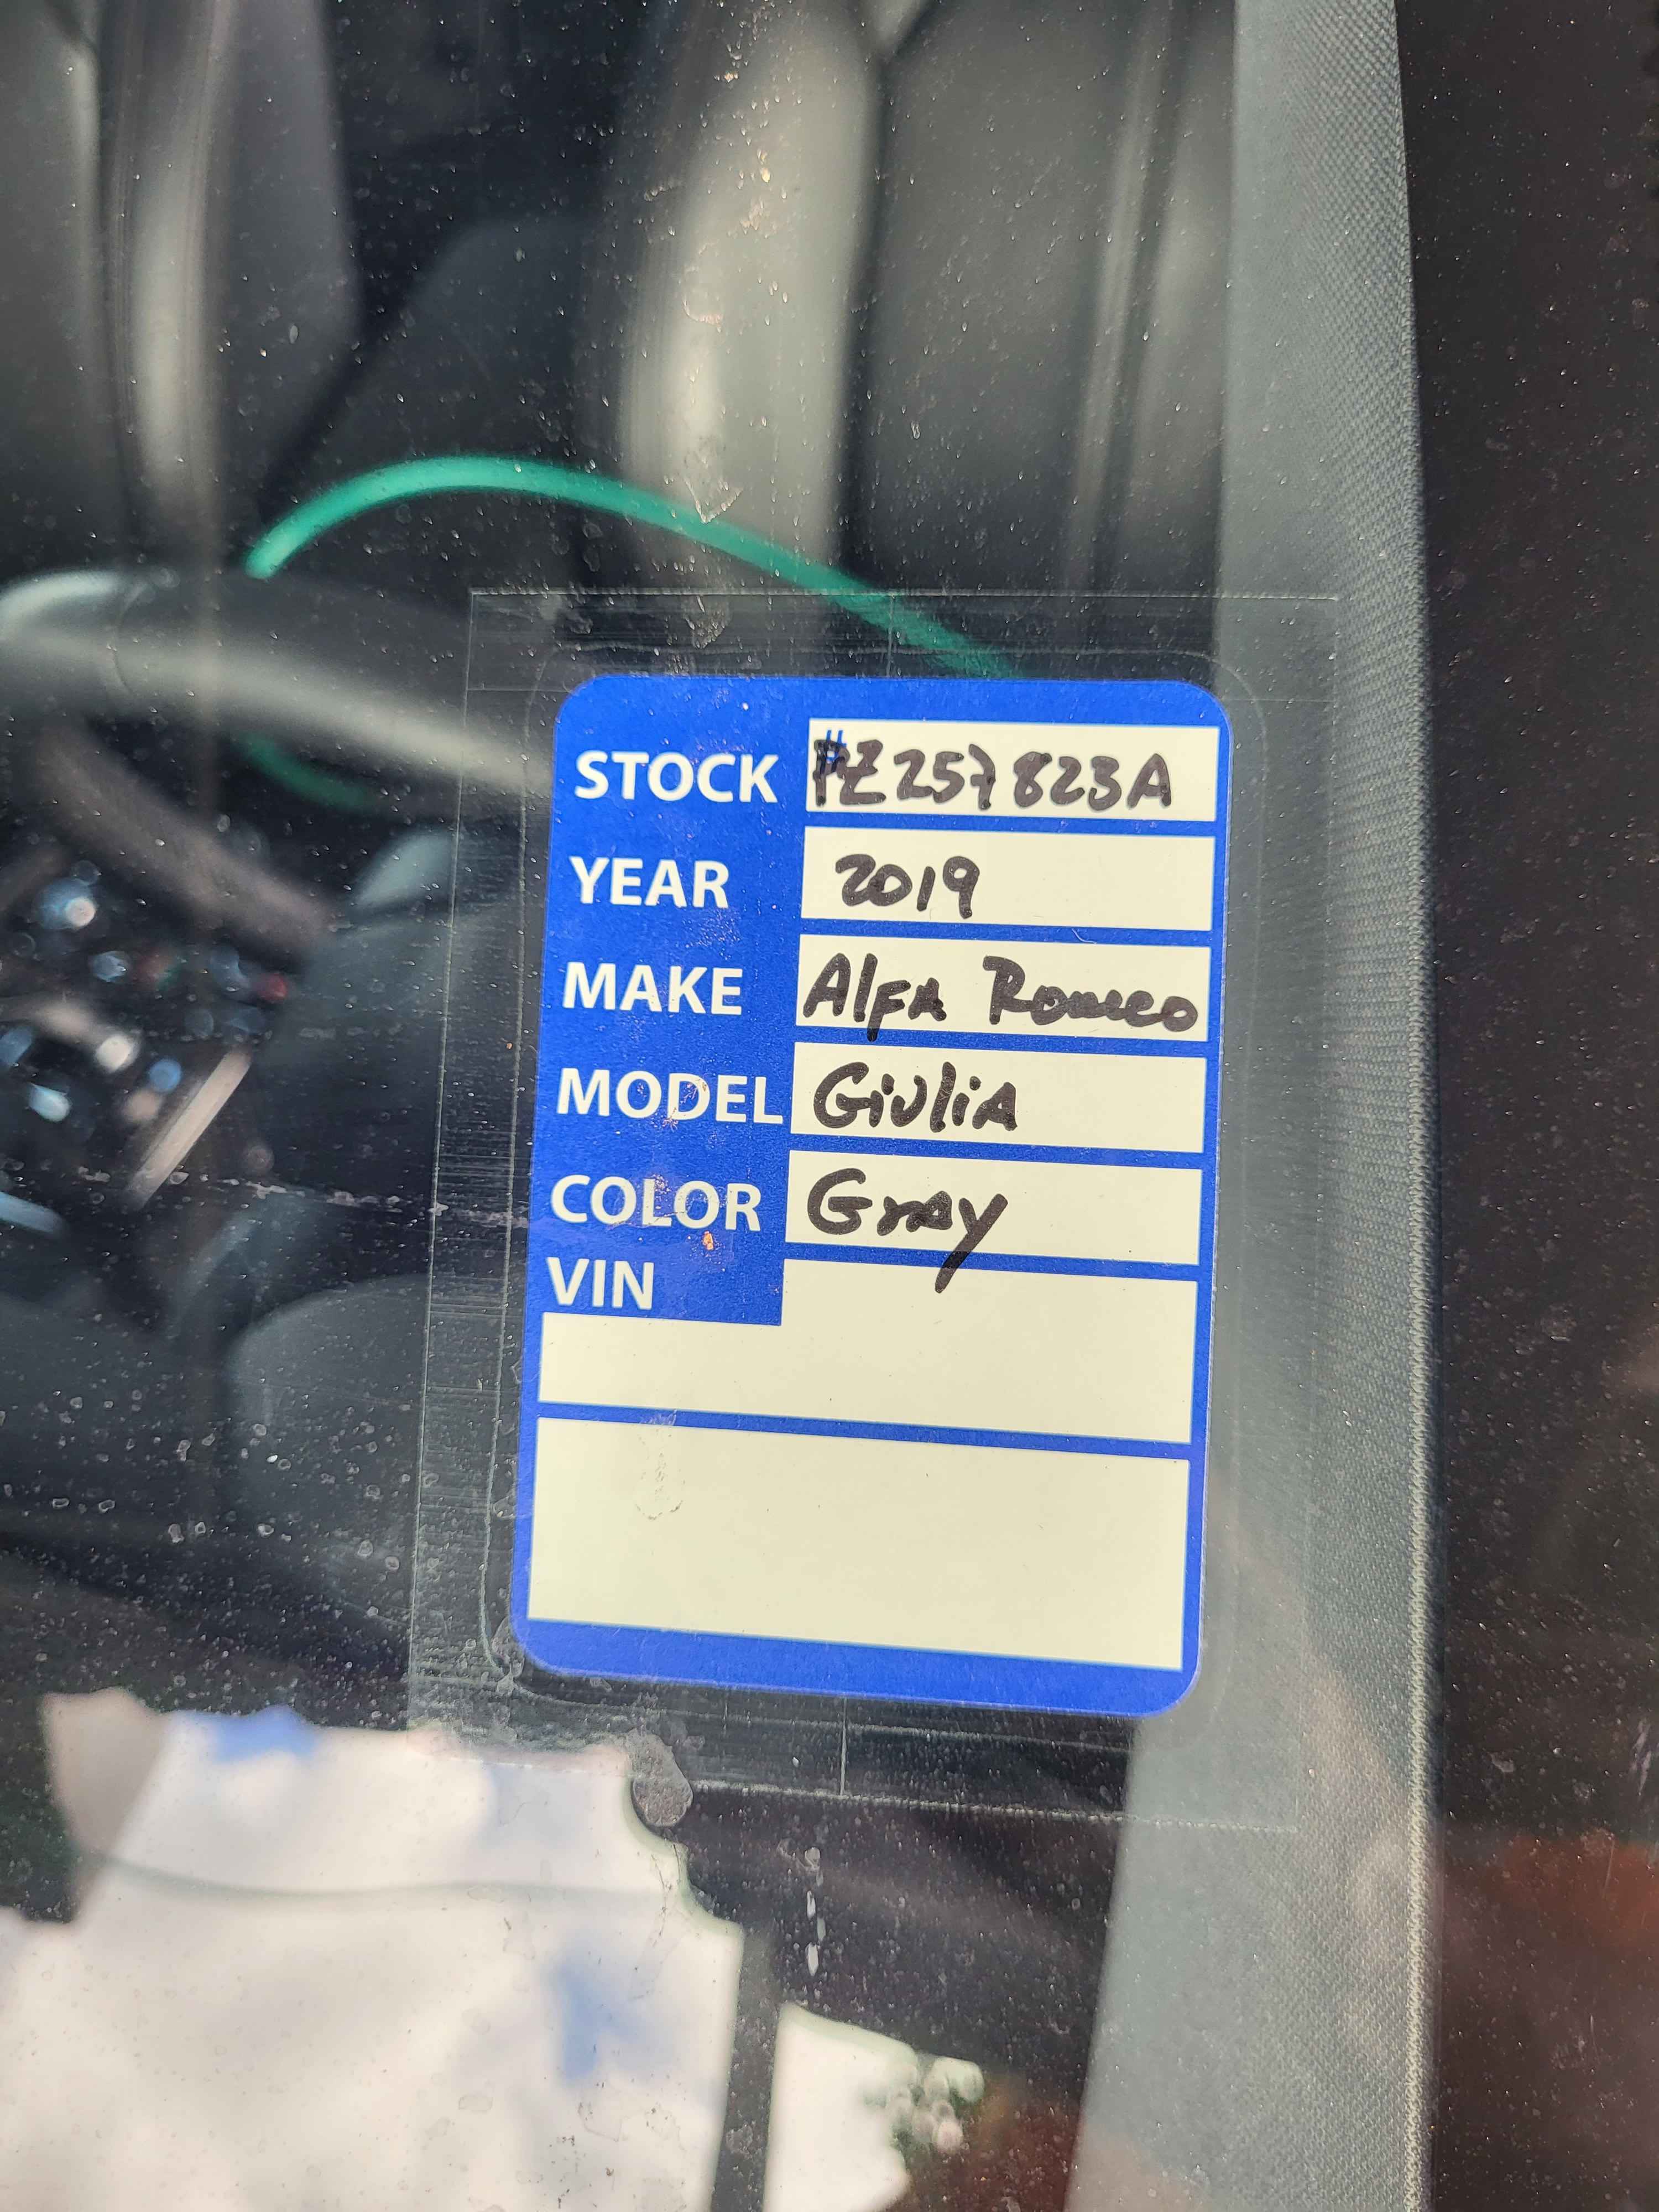 STOCK #PZ257823A
YEAR 2019
MAKE Alfa Romeo
MODEL Giulia
COLOR Gray
VIN